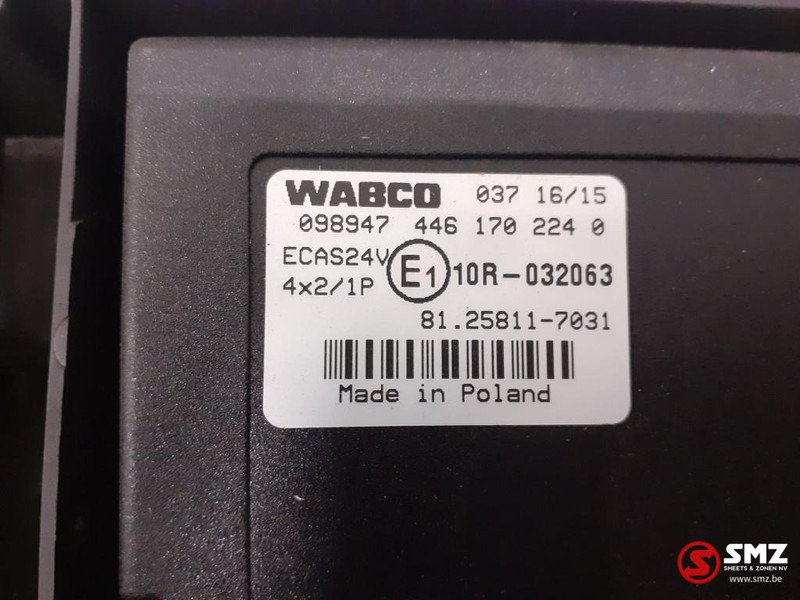 WABCO 037 16/15
098947 446 170 224 0
ECAS24V E1 10R-032063
4x2/1P
81.25811-7031
Made in Poland
SMZ
SMEETS & ZONEN NV
www.smz.be